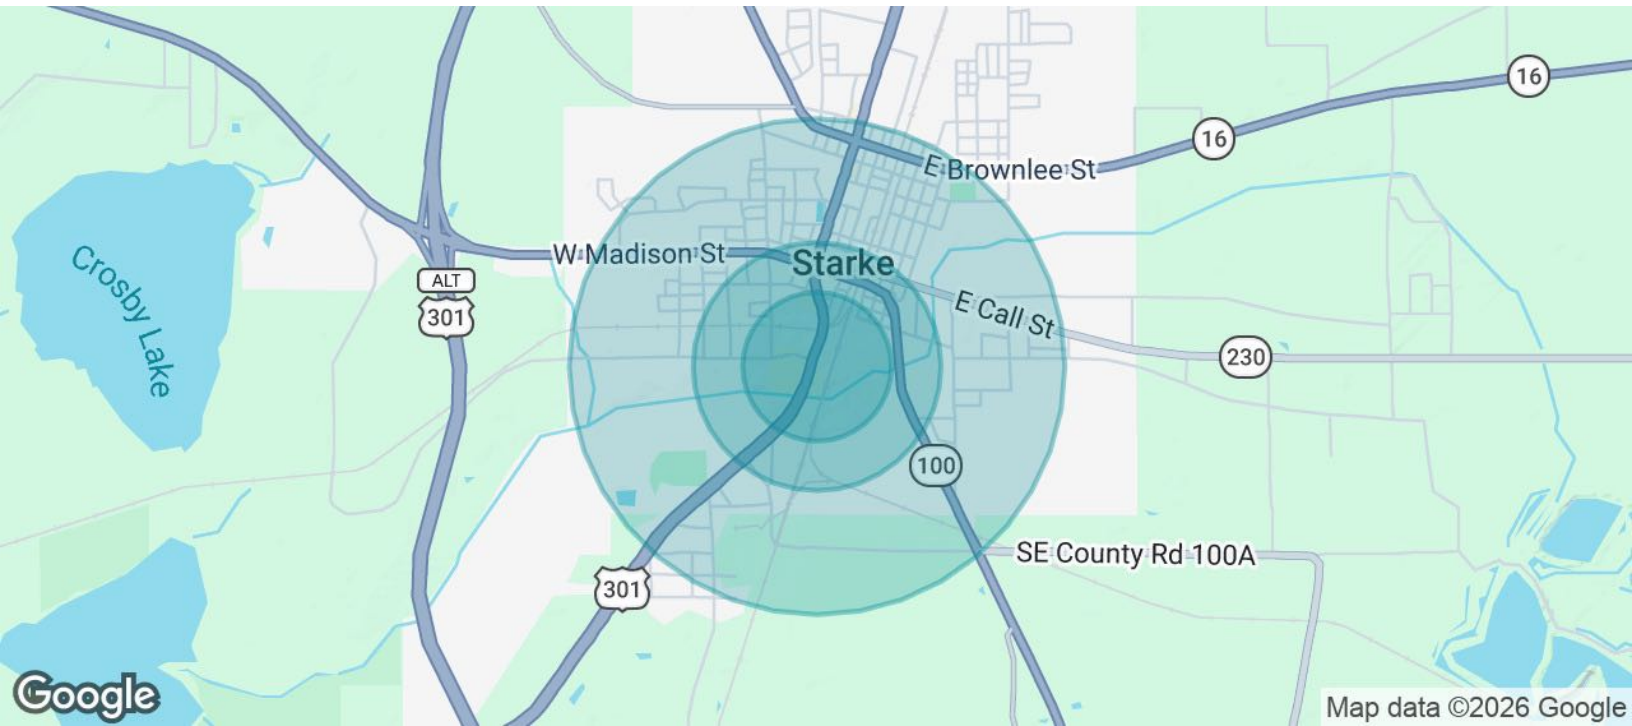 16
16
E Brownlee St
W Madison St
Starke
Crosby Lake
ALT
301
E Call St
230
100
SE County Rd 100A
301
Google
Map data ©2026 Google